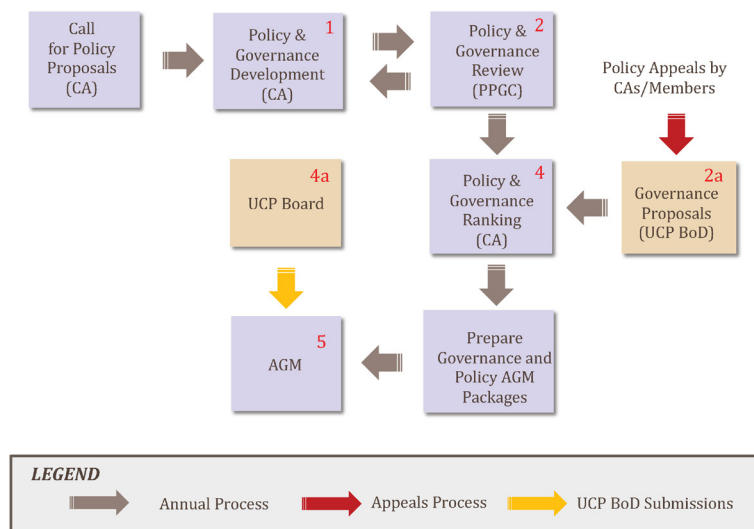 Call
for Policy
Proposals
(CA)
1
Policy &
Governance
Development
(CA)
2
Policy &
Governance
Review
(PPGC)
Policy Appeals by
CAs/Members
4a
UCP Board
4
Policy &
Governance
Ranking
(CA)
2a
Governance
Proposals
(UCP BoD)
5
AGM
Prepare
Governance and
Policy AGM
Packages
LEGEND
Annual Process
Appeals Process
UCP BoD Submissions